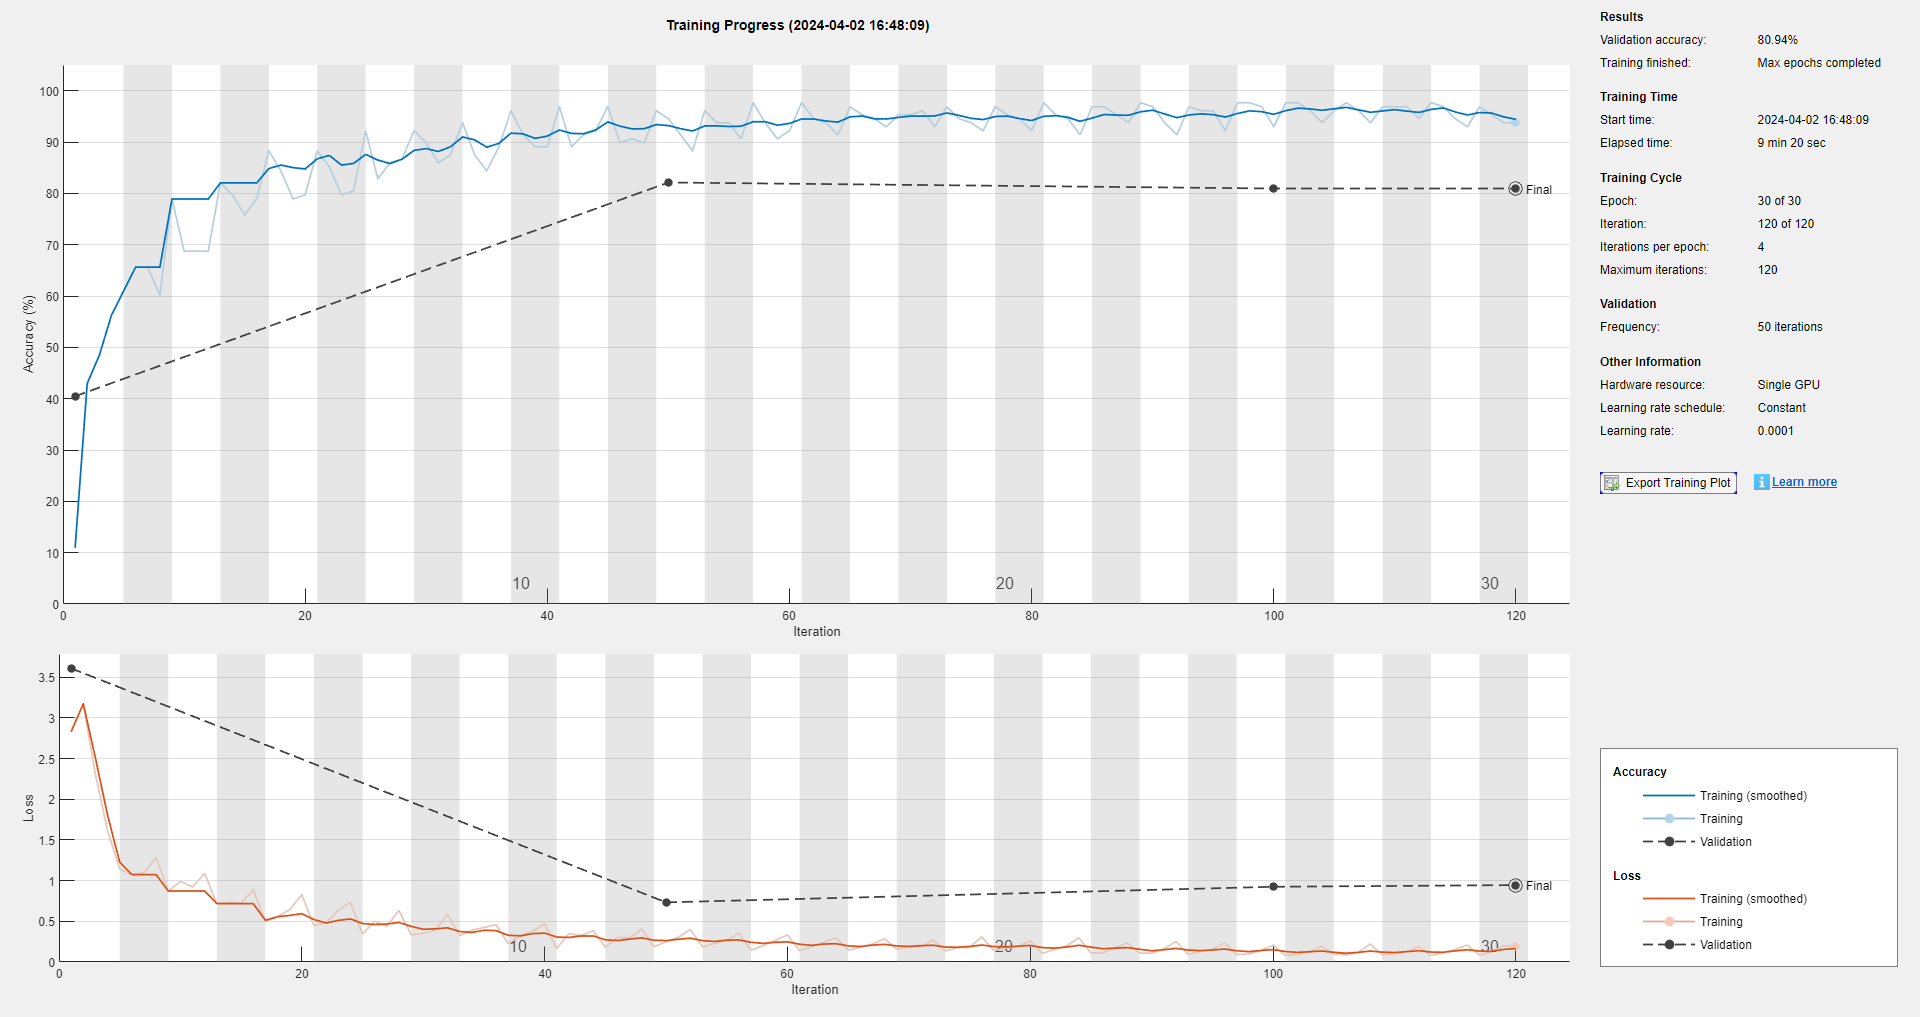 Training Progress (2024-04-02 16:48:09)
100
90
80
70
60
50
40
30
20
10
0
Accuracy (%)
Final
10
20
30
0
20
40
60
80
100
120
Iteration
3.5
3
2.5
2
1.5
1
0.5
0
Loss
Final
10
20
30
0
20
40
60
80
100
120
Iteration
Results
Validation accuracy: 80.94%
Training finished: Max epochs completed
Training Time
Start time: 2024-04-02 16:48:09
Elapsed time: 9 min 20 sec
Training Cycle
Epoch: 30 of 30
Iteration: 120 of 120
Iterations per epoch: 4
Maximum iterations: 120
Validation
Frequency: 50 iterations
Other Information
Hardware resource: Single GPU
Learning rate schedule: Constant
Learning rate: 0.0001
Export Training Plot
i Learn more
Accuracy
Training (smoothed)
Training
Validation
Loss
Training (smoothed)
Training
Validation